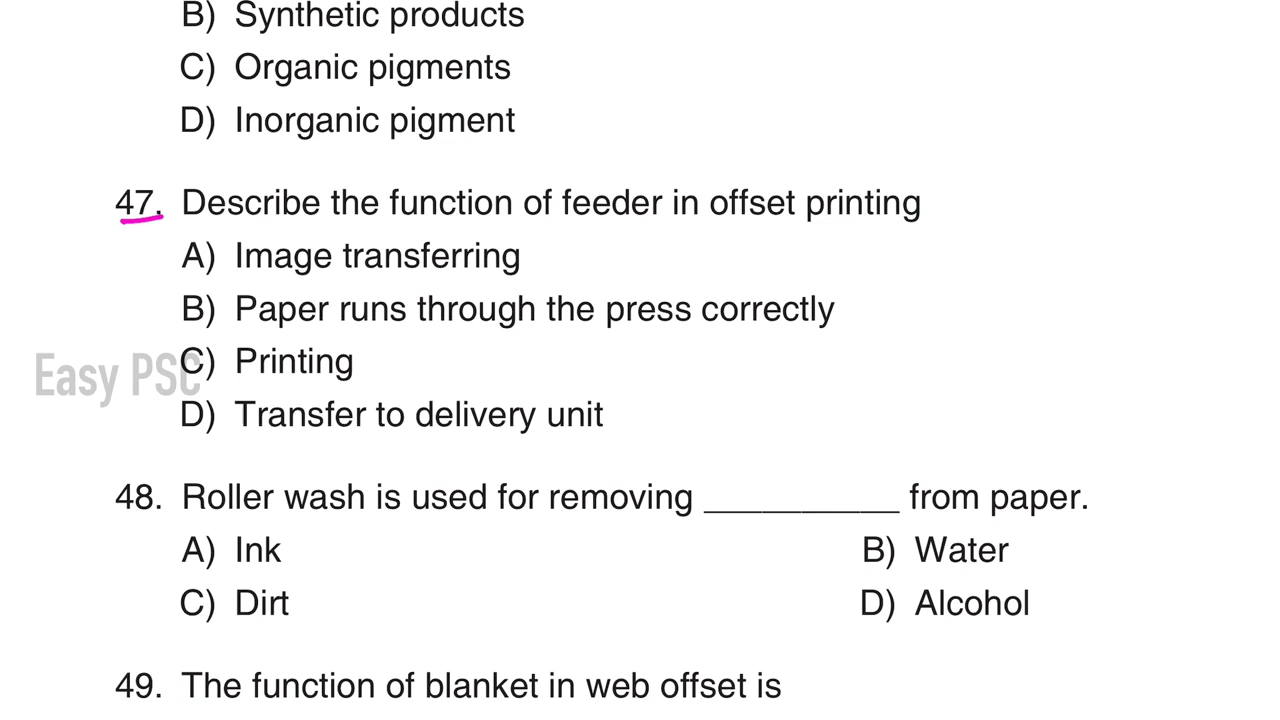 B) Synthetic products
C) Organic pigments
D) Inorganic pigment
47. Describe the function of feeder in offset printing
A) Image transferring
B) Paper runs through the press correctly
Easy PSC
C) Printing
D) Transfer to delivery unit
48. Roller wash is used for removing __________ from paper.
A) Ink B) Water
C) Dirt D) Alcohol
49. The function of blanket in web offset is